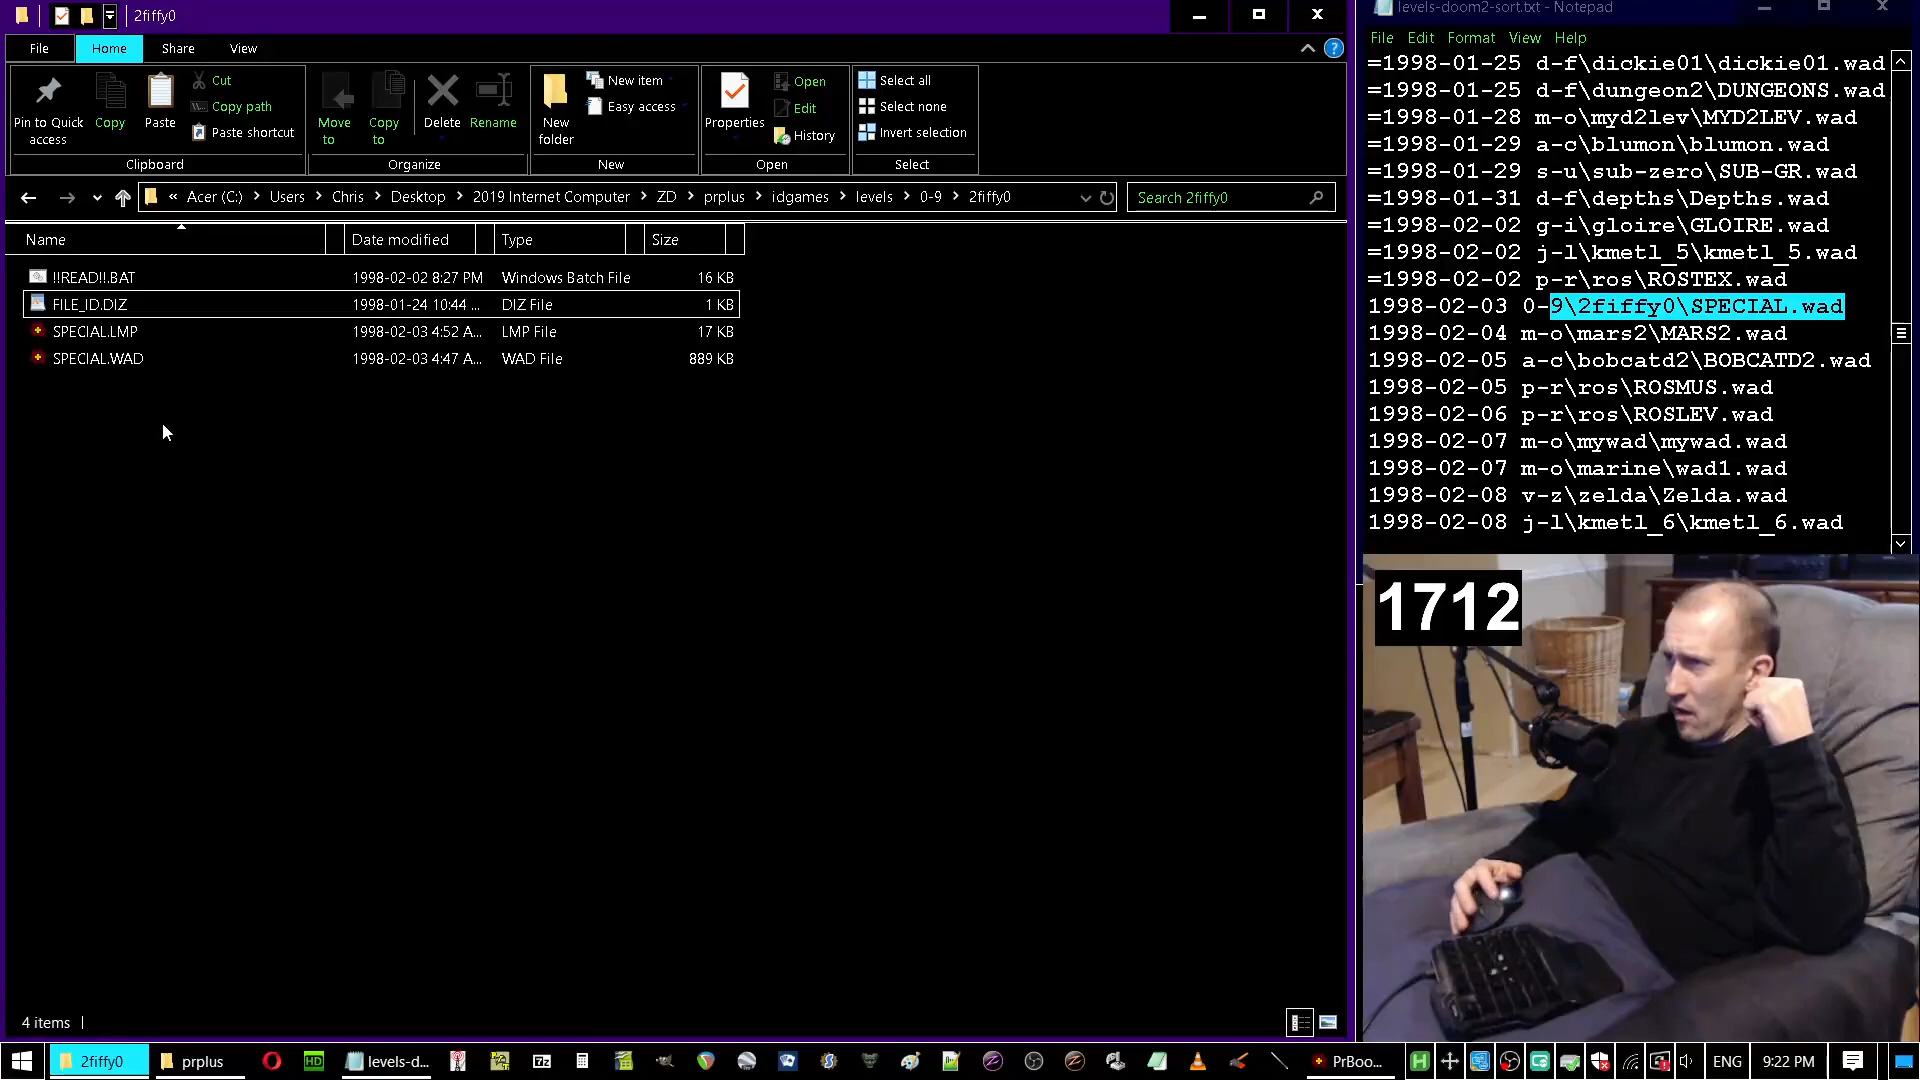 2fiffy0
File Home Share View
Pin to Quick access
Copy
Paste
Cut
Copy path
Paste shortcut
Clipboard
Move to
Copy to
Delete
Rename
Organize
New folder
New item
Easy access
New
Properties
Open
Edit
History
Open
Select all
Select none
Invert selection
Select
« Acer (C:) > Users > Chris > Desktop > 2019 Internet Computer > ZD > prplus > idgames > levels > 0-9 > 2fiffy0
Search 2fiffy0
Name Date modified Type Size
!!READ!!.BAT 1998-02-02 8:27 PM Windows Batch File 16 KB
FILE_ID.DIZ 1998-01-24 10:44 ... DIZ File 1 KB
SPECIAL.LMP 1998-02-03 4:52 A... LMP File 17 KB
SPECIAL.WAD 1998-02-03 4:47 A... WAD File 889 KB
4 items
levels-doom2-sort.txt - Notepad
File Edit Format View Help
=1998-01-25 d-f\dickie01\dickie01.wad
=1998-01-25 d-f\dungeon2\DUNGEONS.wad
=1998-01-28 m-o\myd2lev\MYD2LEV.wad
=1998-01-29 a-c\blumon\blumon.wad
=1998-01-29 s-u\sub-zero\SUB-GR.wad
=1998-01-31 d-f\depths\Depths.wad
=1998-02-02 g-i\gloire\GLOIRE.wad
=1998-02-02 j-l\kmetl_5\kmetl_5.wad
=1998-02-02 p-r\ros\ROSTEX.wad
1998-02-03 0-9\2fiffy0\SPECIAL.wad
1998-02-04 m-o\mars2\MARS2.wad
1998-02-05 a-c\bobcatd2\BOBCATD2.wad
1998-02-05 p-r\ros\ROSMUS.wad
1998-02-06 p-r\ros\ROSLEV.wad
1998-02-07 m-o\mywad\mywad.wad
1998-02-07 m-o\marine\wad1.wad
1998-02-08 v-z\zelda\Zelda.wad
1998-02-08 j-l\kmetl_6\kmetl_6.wad
1712
2fiffy0 prplus HD levels-d... 7z PrBoo... H ENG 9:22 PM